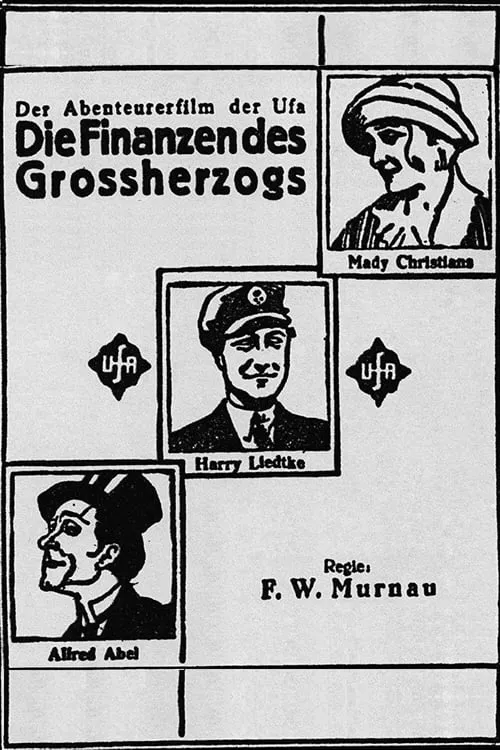 Der Abenteurerfilm der Ufa
Die Finanzen des
Grossherzogs
Mady Christians
UFA
UFA
Harry Liedtke
Alfred Abel
Regie:
F. W. Murnau